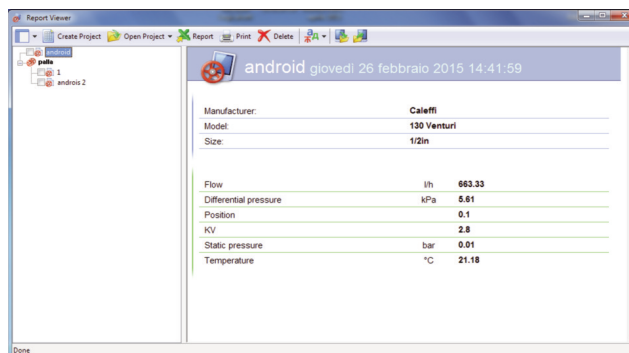 Report Viewer
Create Project Open Project Report Print Delete
android
palla
1
androis 2
android giovedì 26 febbraio 2015 14:41:59
Manufacturer: Caleffi
Model: 130 Venturi
Size: 1/2in
Flow l/h 663.33
Differential pressure kPa 5.61
Position 0.1
KV 2.8
Static pressure bar 0.01
Temperature °C 21.18
Done